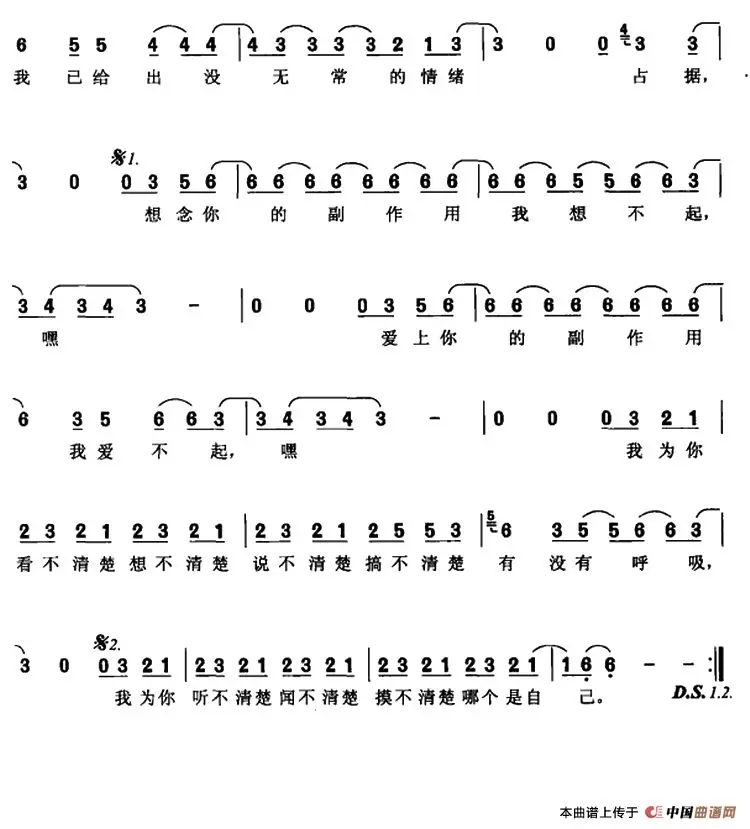 6 5 5 4 4 4 4 | 4 3 3 3 3 2 1 3 | 3 0 0 4 3 3 |
我 已给 出 没 无 常 的情绪 占 据，
3 0 𝄋1. 0 3 5 6 | 6 6 6 6 6 6 6 6 | 6 6 6 5 5 6 6 3 |
想念你 的 副 作 用 我 想 不 起，
3 4 3 4 3 - | 0 0 0 3 5 6 | 6 6 6 6 6 6 6 6 |
嘿 爱上你 的 副 作 用
6 3 5 6 6 3 | 3 4 3 4 3 - | 0 0 0 3 2 1 |
我爱 不 起，嘿 我为你
2 3 2 1 2 3 2 1 | 2 3 2 1 2 5 5 3 | 5 6 3 5 5 6 6 3 |
看不清楚想不清楚 说不清楚搞不清楚 有 没有 呼 吸，
3 0 𝄋2. 0 3 2 1 | 2 3 2 1 2 3 2 1 | 2 3 2 1 2 3 2 1 | 1 6 6 - - :||
我为你 听不清楚闻不清楚 摸不清楚哪个是自 己。 D.S. 1.2.
本曲谱上传于 中国曲谱网